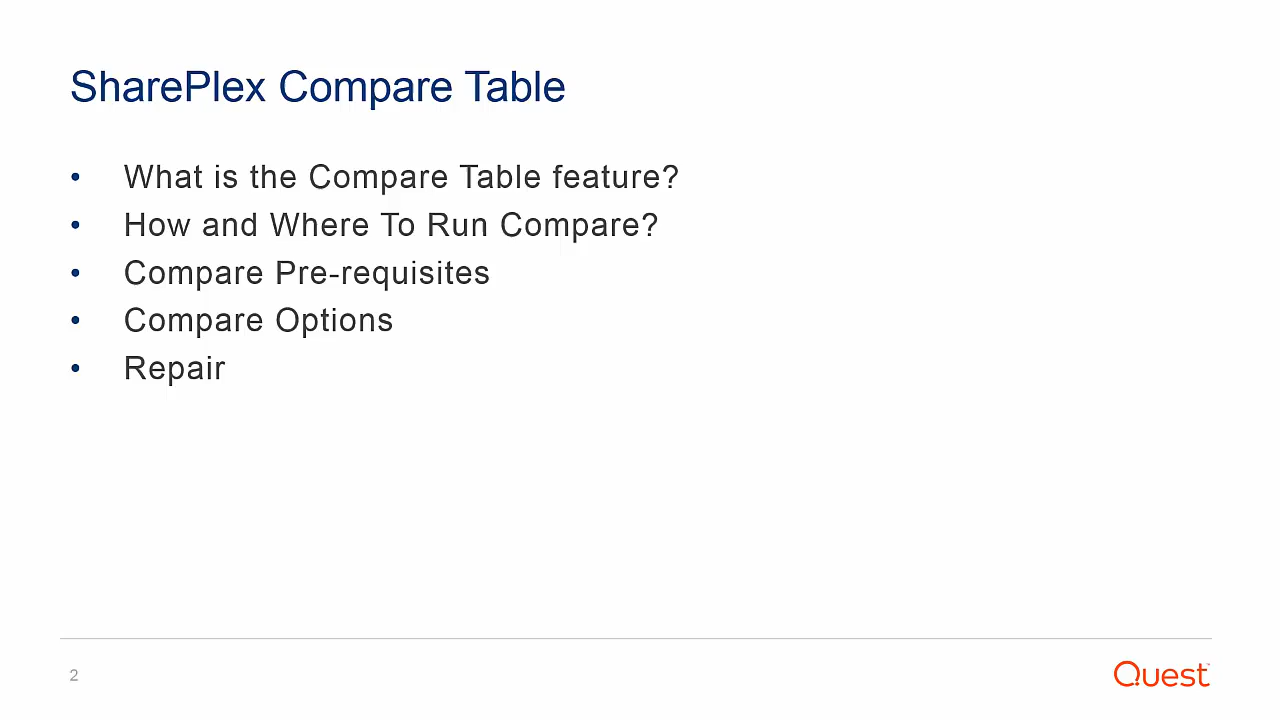 SharePlex Compare Table
• What is the Compare Table feature?
• How and Where To Run Compare?
• Compare Pre-requisites
• Compare Options
• Repair
2
Quest